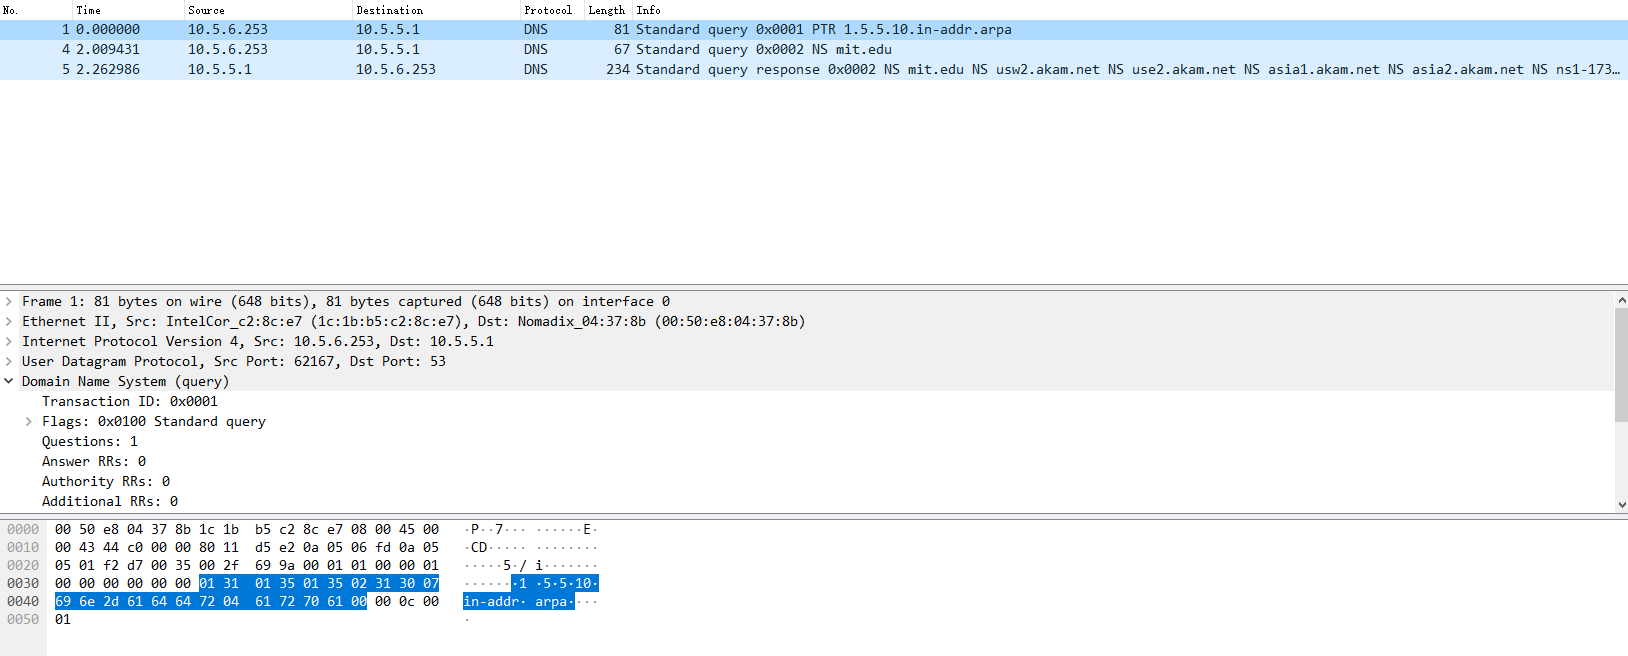 No. Time Source Destination Protocol Length Info
1 0.000000 10.5.6.253 10.5.5.1 DNS 81 Standard query 0x0001 PTR 1.5.5.10.in-addr.arpa
4 2.009431 10.5.6.253 10.5.5.1 DNS 67 Standard query 0x0002 NS mit.edu
5 2.262986 10.5.5.1 10.5.6.253 DNS 234 Standard query response 0x0002 NS mit.edu NS usw2.akam.net NS use2.akam.net NS asia1.akam.net NS asia2.akam.net NS ns1-173…
Frame 1: 81 bytes on wire (648 bits), 81 bytes captured (648 bits) on interface 0
Ethernet II, Src: IntelCor_c2:8c:e7 (1c:1b:b5:c2:8c:e7), Dst: Nomadix_04:37:8b (00:50:e8:04:37:8b)
Internet Protocol Version 4, Src: 10.5.6.253, Dst: 10.5.5.1
User Datagram Protocol, Src Port: 62167, Dst Port: 53
Domain Name System (query)
Transaction ID: 0x0001
Flags: 0x0100 Standard query
Questions: 1
Answer RRs: 0
Authority RRs: 0
Additional RRs: 0
0000 00 50 e8 04 37 8b 1c 1b b5 c2 8c e7 08 00 45 00 ·P··7··· ······E·
0010 00 43 44 c0 00 00 80 11 d5 e2 0a 05 06 fd 0a 05 ·CD····· ········
0020 05 01 f2 d7 00 35 00 2f 69 9a 00 01 01 00 00 01 ·····5·/ i·······
0030 00 00 00 00 00 00 01 31 01 35 01 35 02 31 30 07 ·······1 ·5·5·10·
0040 69 6e 2d 61 64 64 72 04 61 72 70 61 00 00 0c 00 in-addr· arpa····
0050 01 ·